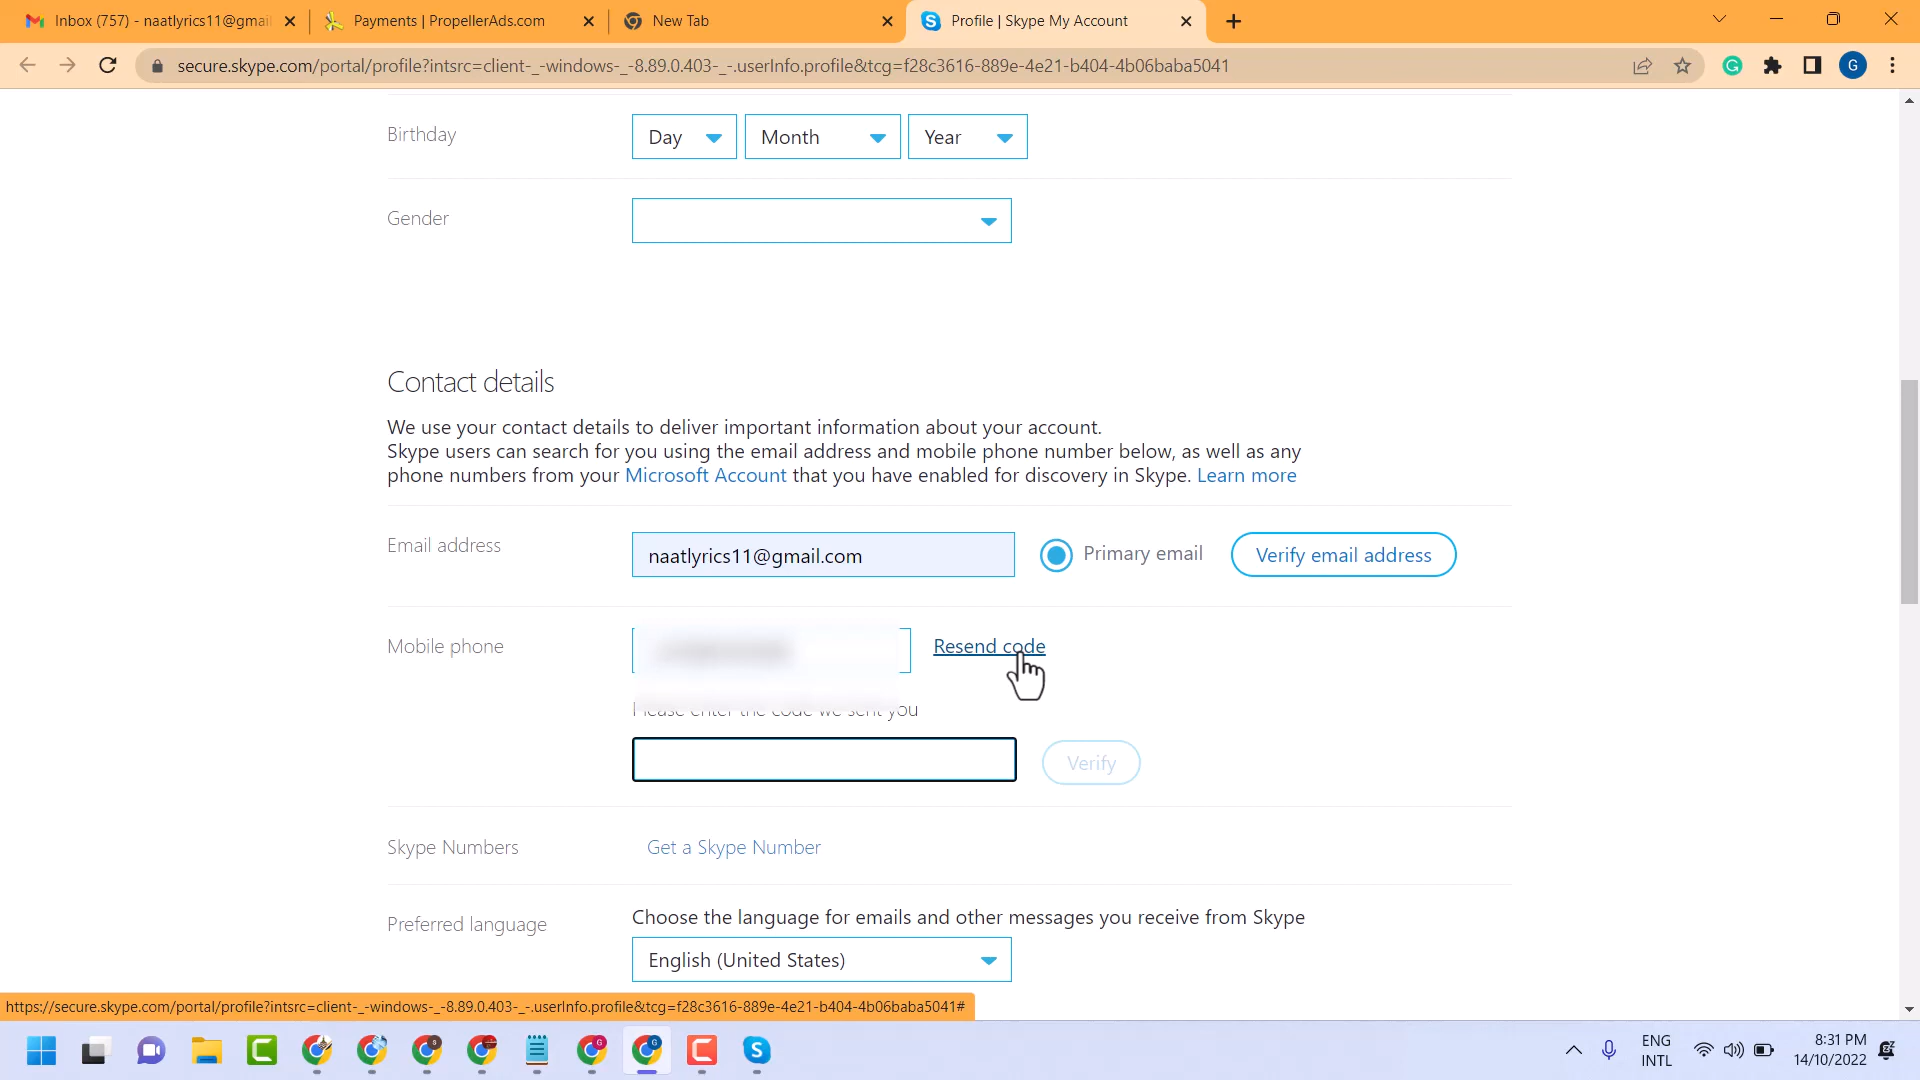 Inbox (757) - naatlyrics11@gmai
Payments | PropellerAds.com
New Tab
Profile | Skype My Account
secure.skype.com/portal/profile?intsrc=client-_-windows-_-8.89.0.403-_-.userInfo.profile&tcg=f28c3616-889e-4e21-b404-4b06baba5041
G
Birthday
Day
Month
Year
Gender
Contact details
We use your contact details to deliver important information about your account.
Skype users can search for you using the email address and mobile phone number below, as well as any
phone numbers from your Microsoft Account that you have enabled for discovery in Skype. Learn more
Email address
naatlyrics11@gmail.com
Primary email
Verify email address
Mobile phone
Resend code
Please enter the code we sent you
Verify
Skype Numbers
Get a Skype Number
Preferred language
Choose the language for emails and other messages you receive from Skype
English (United States)
https://secure.skype.com/portal/profile?intsrc=client-_-windows-_-8.89.0.403-_-.userInfo.profile&tcg=f28c3616-889e-4e21-b404-4b06baba5041#
ENG
INTL
8:31 PM
14/10/2022